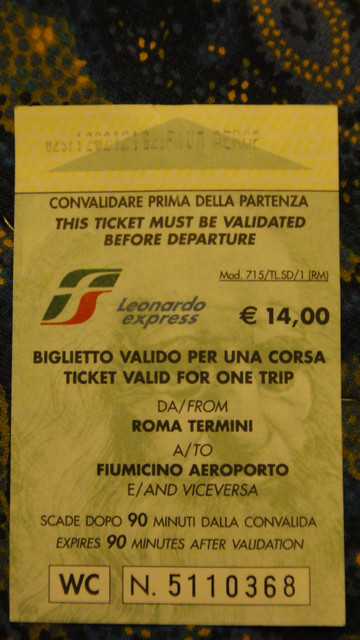 CONVALIDARE PRIMA DELLA PARTENZA
THIS TICKET MUST BE VALIDATED
BEFORE DEPARTURE
Mod. 715/TL.SD/1 (RM)
Leonardo
express
€ 14,00
BIGLIETTO VALIDO PER UNA CORSA
TICKET VALID FOR ONE TRIP
DA/FROM
ROMA TERMINI
A/TO
FIUMICINO AEROPORTO
E/AND VICEVERSA
SCADE DOPO 90 MINUTI DALLA CONVALIDA
EXPIRES 90 MINUTES AFTER VALIDATION
WC N. 5110368